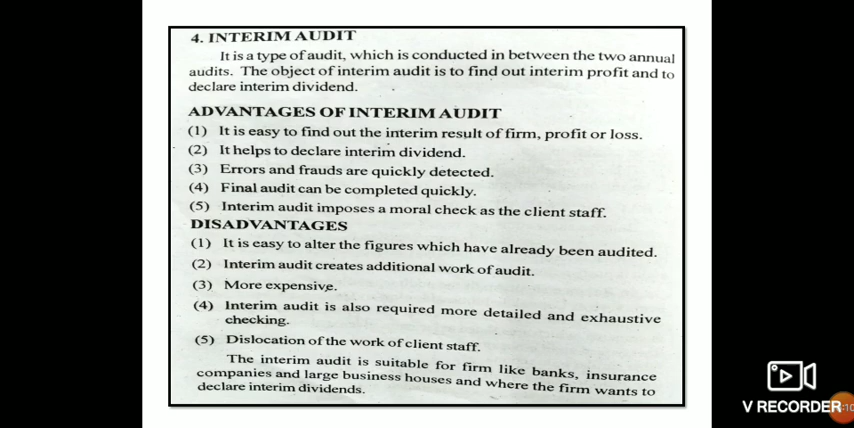 4. INTERIM AUDIT
It is a type of audit, which is conducted in between the two annual
audits. The object of interim audit is to find out interim profit and to
declare interim dividend.
ADVANTAGES OF INTERIM AUDIT
(1) It is easy to find out the interim result of firm, profit or loss.
(2) It helps to declare interim dividend.
(3) Errors and frauds are quickly detected.
(4) Final audit can be completed quickly.
(5) Interim audit imposes a moral check as the client staff.
DISADVANTAGES
(1) It is easy to alter the figures which have already been audited.
(2) Interim audit creates additional work of audit.
(3) More expensive.
(4) Interim audit is also required more detailed and exhaustive
checking.
(5) Dislocation of the work of client staff.
The interim audit is suitable for firm like banks, insurance
companies and large business houses and where the firm wants to
declare interim dividends.
V RECORDER